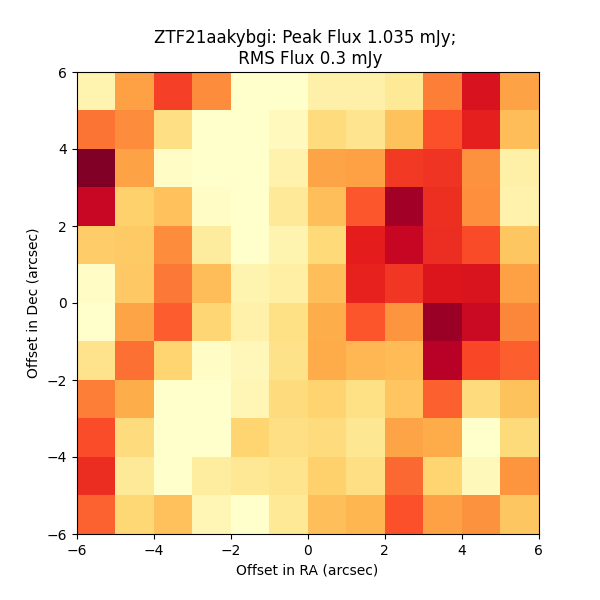 ZTF21aakybgi: Peak Flux 1.035 mJy;
RMS Flux 0.3 mJy
6
4
2
0
−2
−4
−6
Offset in Dec (arcsec)
−6 −4 −2 0 2 4 6
Offset in RA (arcsec)